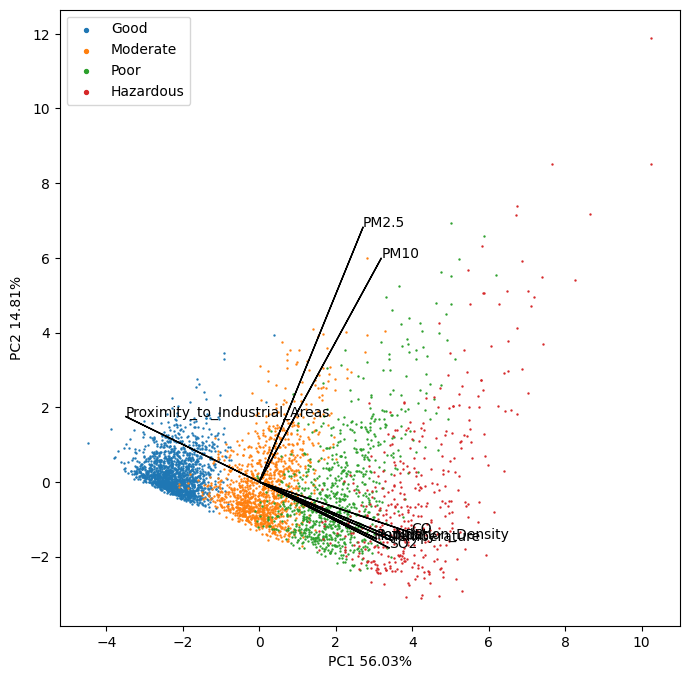 Good
Moderate
Poor
Hazardous
PM2.5
PM10
Proximity_to_Industrial_Areas
CO
Temperature
SO2
PC2 14.81%
12
10
8
6
4
2
0
−2
−4
−2
0
2
4
6
8
10
PC1 56.03%